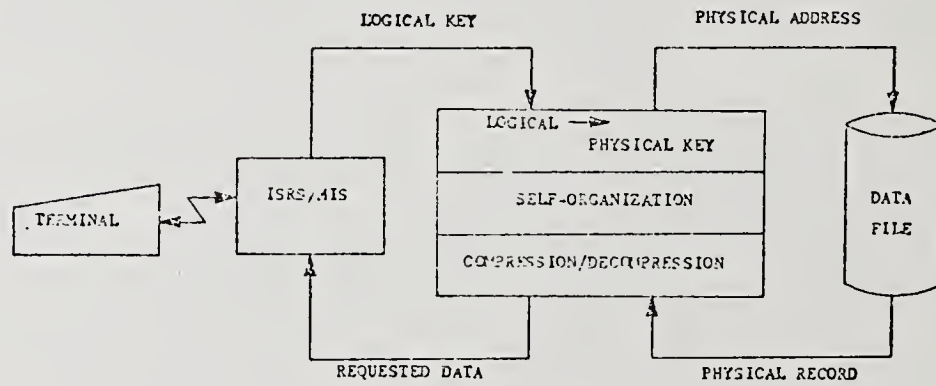 LOGICAL KEY
PHYSICAL ADDRESS
LOGICAL
PHYSICAL KEY
SELF-ORGANIZATION
COMPRESSION/DECOMPRESSION
ISRS/MIS
TERMINAL
DATA
FILE
REQUESTED DATA
PHYSICAL RECORD